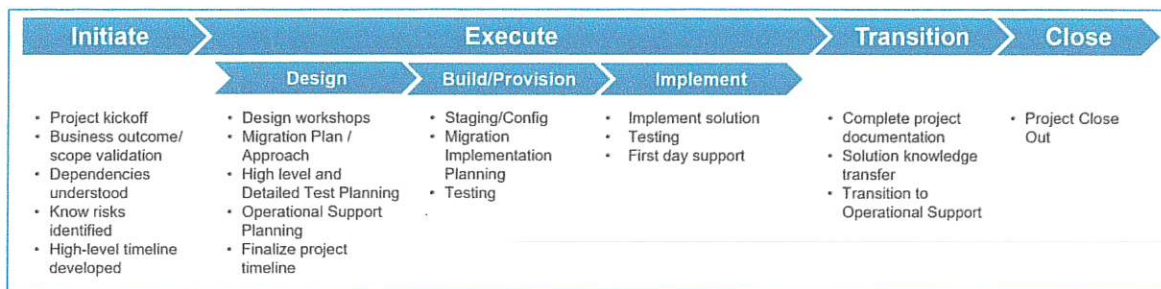 Initiate
Execute
Transition
Close
Design
Build/Provision
Implement
• Project kickoff
• Business outcome/
scope validation
• Dependencies
understood
• Know risks
identified
• High-level timeline
developed
• Design workshops
• Migration Plan /
Approach
• High level and
Detailed Test Planning
• Operational Support
Planning
• Finalize project
timeline
• Staging/Config
• Migration
Implementation
Planning
• Testing
• Implement solution
• Testing
• First day support
• Complete project
documentation
• Solution knowledge
transfer
• Transition to
Operational Support
• Project Close
Out